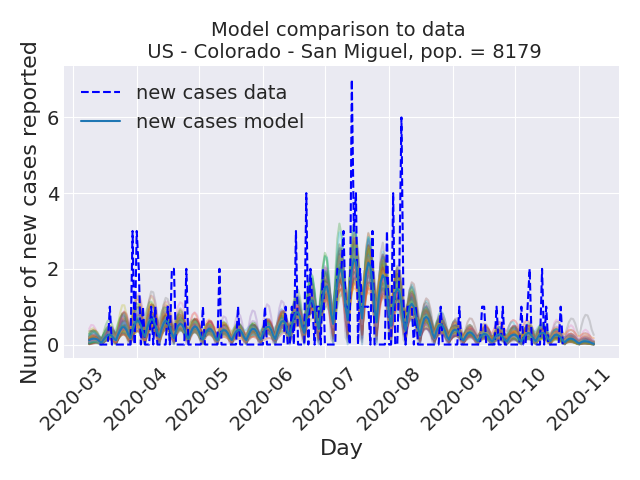 Model comparison to data
US - Colorado - San Miguel, pop. = 8179
Number of new cases reported
6
4
2
0
new cases data
new cases model
2020-03
2020-04
2020-05
2020-06
2020-07
2020-08
2020-09
2020-10
2020-11
Day